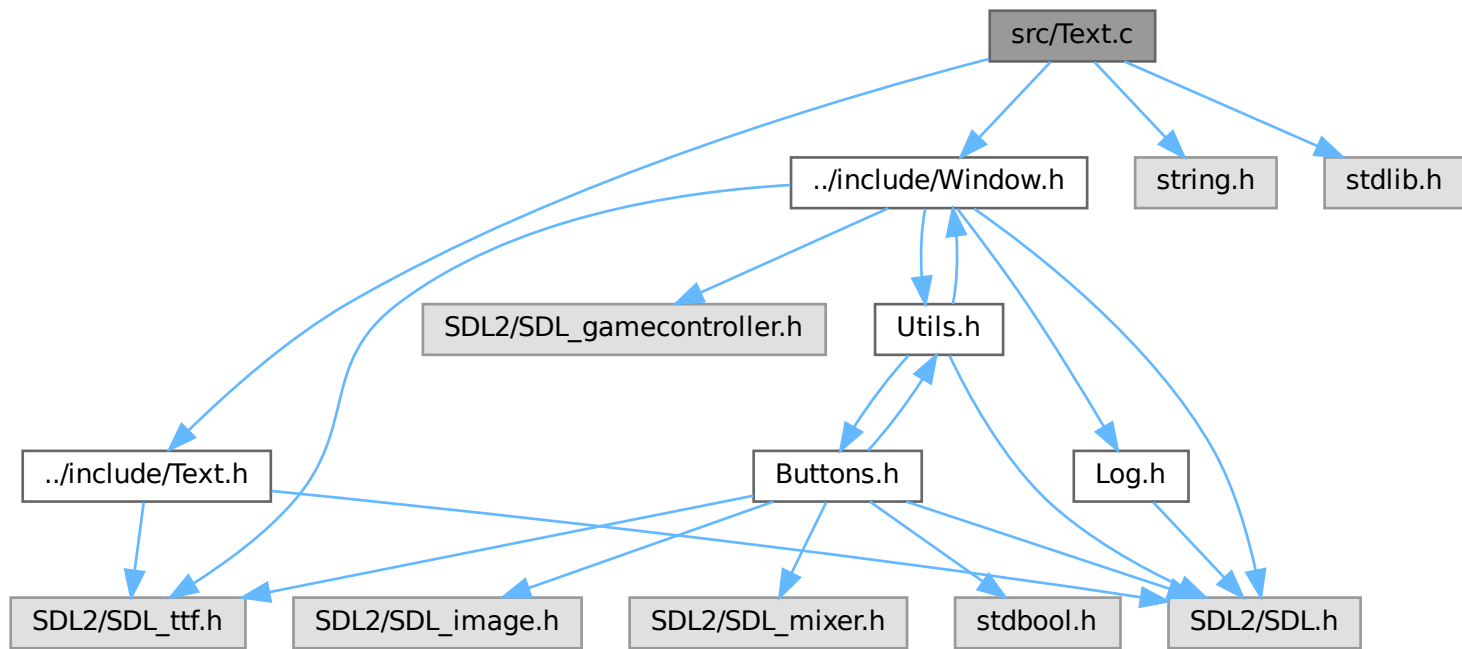 src/Text.c
../include/Window.h
string.h
stdlib.h
SDL2/SDL_gamecontroller.h
Utils.h
../include/Text.h
Buttons.h
Log.h
SDL2/SDL_ttf.h
SDL2/SDL_image.h
SDL2/SDL_mixer.h
stdbool.h
SDL2/SDL.h